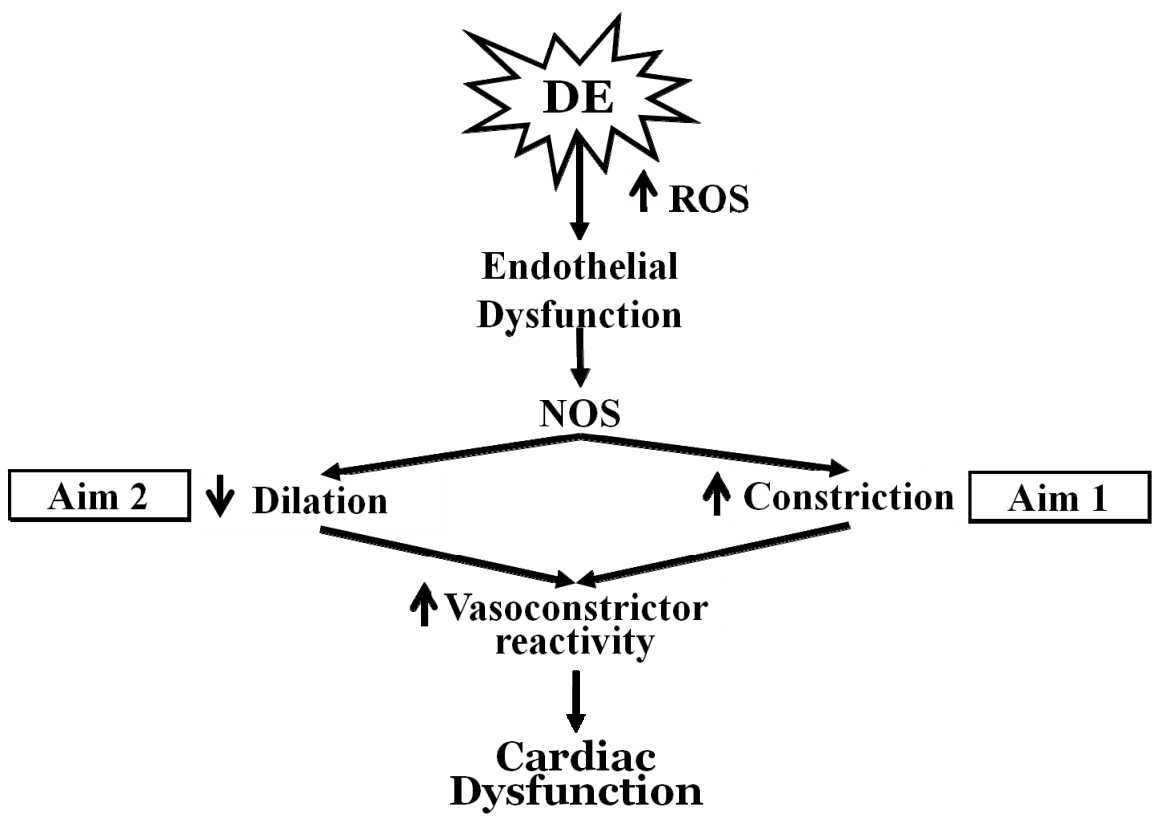 DE
↑ ROS
Endothelial
Dysfunction
NOS
Aim 2 ↓ Dilation ↑ Constriction Aim 1
↑ Vasoconstrictor
reactivity
Cardiac
Dysfunction